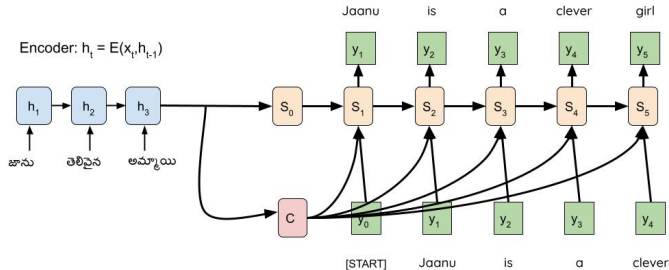 Jaanu is a clever girl
Encoder: hₜ = E(xₜ,hₜ₋₁)
y₁ y₂ y₃ y₄ y₅
h₁ h₂ h₃ S₀ S₁ S₂ S₃ S₄ S₅
జాను తెలివైన అమ్మాయి
C y₀ y₁ y₂ y₃ y₄
[START] Jaanu is a clever